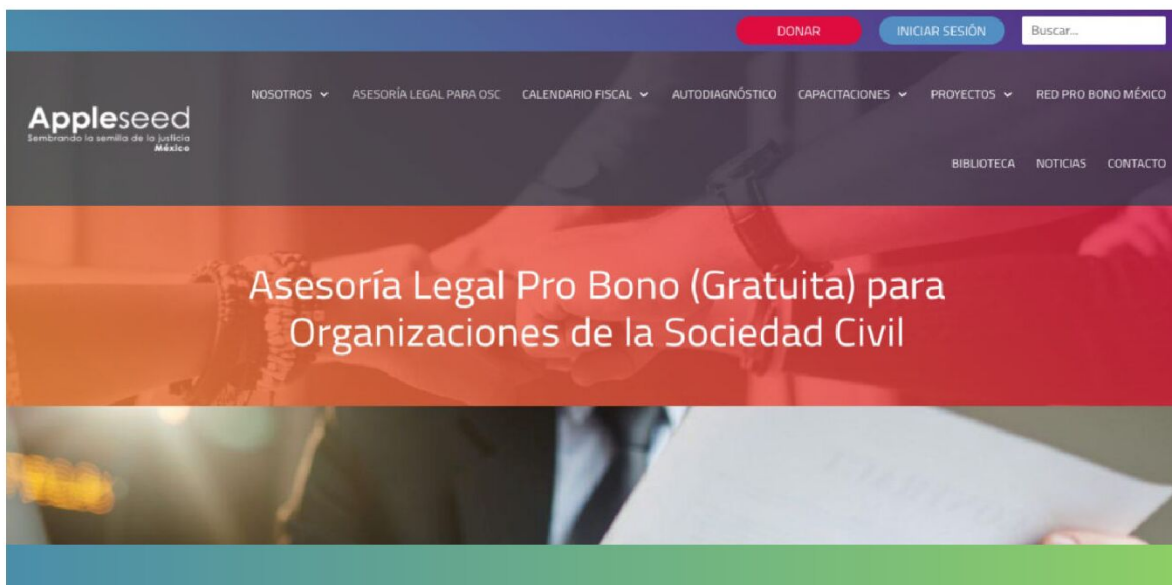 DONAR
INICIAR SESIÓN
Buscar...
NOSOTROS
ASESORÍA LEGAL PARA OSC
CALENDARIO FISCAL
AUTODIAGNÓSTICO
CAPACITACIONES
PROYECTOS
RED PRO BONO MÉXICO
Appleseed
Sembrando la semilla de la justicia
México
BIBLIOTECA
NOTICIAS
CONTACTO
Asesoría Legal Pro Bono (Gratuita) para
Organizaciones de la Sociedad Civil